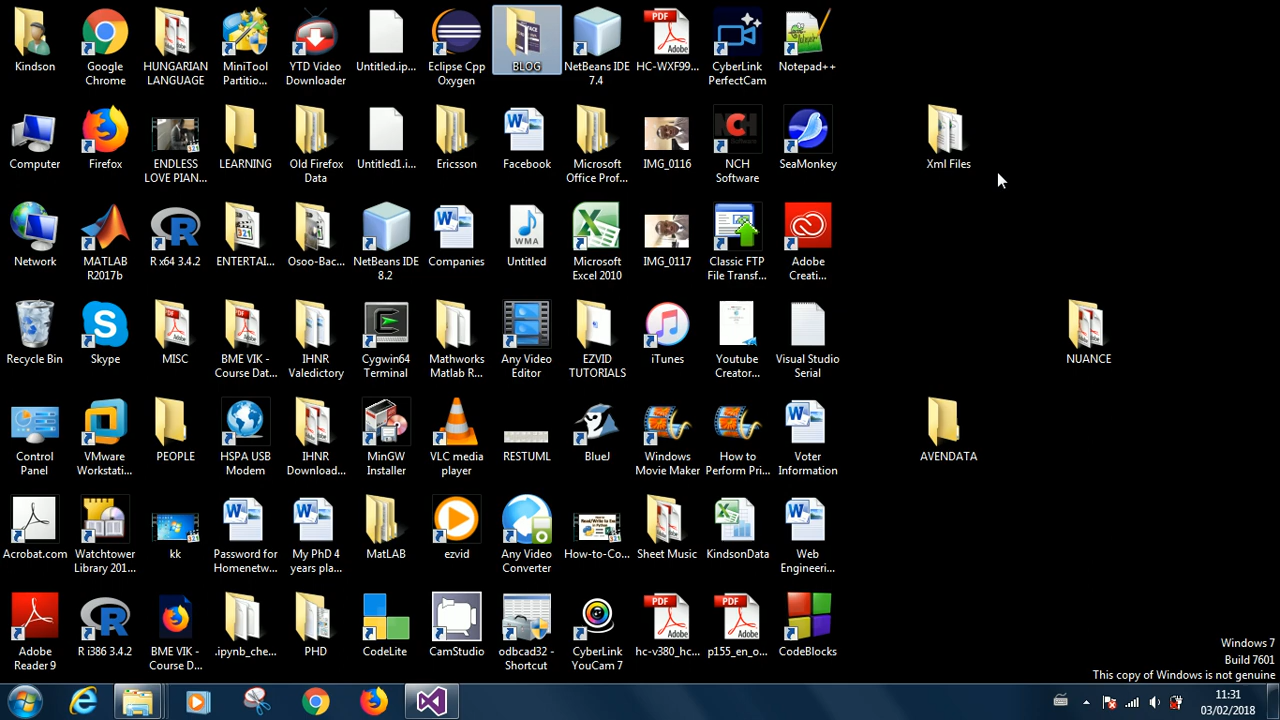 Kindson
Google
Chrome
HUNGARIAN
LANGUAGE
MiniTool
Partitio...
YTD Video
Downloader
Untitled.ip...
Eclipse Cpp
Oxygen
BLOG
NetBeans IDE
7.4
HC-WXF99...
CyberLink
PerfectCam
Notepad++
Computer
Firefox
ENDLESS
LOVE PIAN...
LEARNING
Old Firefox
Data
Untitled1.i...
Ericsson
Facebook
Microsoft
Office Prof...
IMG_0116
NCH
Software
SeaMonkey
Xml Files
Network
MATLAB
R2017b
R x64 3.4.2
ENTERTAI...
Osoo-Bac...
NetBeans IDE
8.2
Companies
WMA
Untitled
Microsoft
Excel 2010
IMG_0117
Classic FTP
File Transf...
Adobe
Creati...
Recycle Bin
Skype
MISC
BME VIK -
Course Dat...
IHNR
Valedictory
Cygwin64
Terminal
Mathworks
Matlab R...
Any Video
Editor
EZVID
TUTORIALS
iTunes
Youtube
Creator...
Visual Studio
Serial
NUANCE
Control
Panel
VMware
Workstati...
PEOPLE
HSPA USB
Modem
IHNR
Download...
MinGW
Installer
VLC media
player
RESTUML
BlueJ
Windows
Movie Maker
How to
Perform Pri...
Voter
Information
AVENDATA
Acrobat.com
Watchtower
Library 201...
kk
Password for
Homenetw...
My PhD 4
years pla...
MatLAB
ezvid
Any Video
Converter
How-to-Co...
Sheet Music
KindsonData
Web
Engineeri...
Adobe
Reader 9
R i386 3.4.2
BME VIK -
Course D...
.ipynb_che...
PHD
CodeLite
CamStudio
odbcad32 -
Shortcut
CyberLink
YouCam 7
hc-v380_hc...
p155_en_o...
CodeBlocks
Windows 7
Build 7601
This copy of Windows is not genuine
11:31
03/02/2018